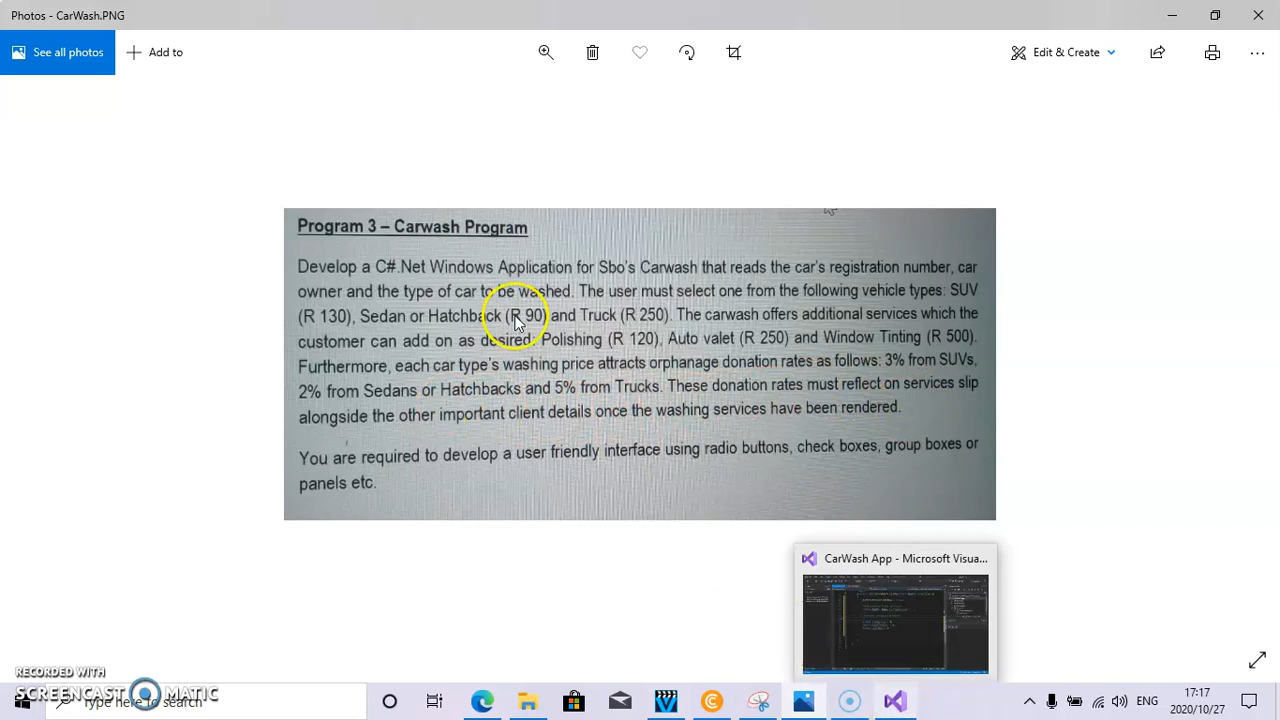 Photos - CarWash.PNG
See all photos
Add to
Edit & Create
Program 3 – Carwash Program
Develop a C#.Net Windows Application for Sbo's Carwash that reads the car's registration number, car
owner and the type of car to be washed. The user must select one from the following vehicle types: SUV
(R 130), Sedan or Hatchback (R 90) and Truck (R 250). The carwash offers additional services which the
customer can add on as desired: Polishing (R 120), Auto valet (R 250) and Window Tinting (R 500).
Furthermore, each car type's washing price attracts orphanage donation rates as follows: 3% from SUVs,
2% from Sedans or Hatchbacks and 5% from Trucks. These donation rates must reflect on services slip
alongside the other important client details once the washing services have been rendered.
You are required to develop a user friendly interface using radio buttons, check boxes, group boxes or
panels etc.
CarWash App - Microsoft Visua...
RECORDED WITH
SCREENCAST MATIC
Type here to search
ENG
17:17
2020/10/27